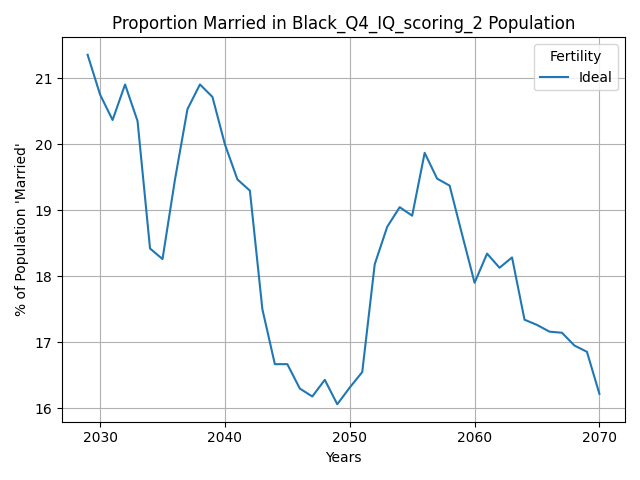 Proportion Married in Black_Q4_IQ_scoring_2 Population
Fertility
Ideal
% of Population 'Married'
21
20
19
18
17
16
2030
2040
2050
2060
2070
Years